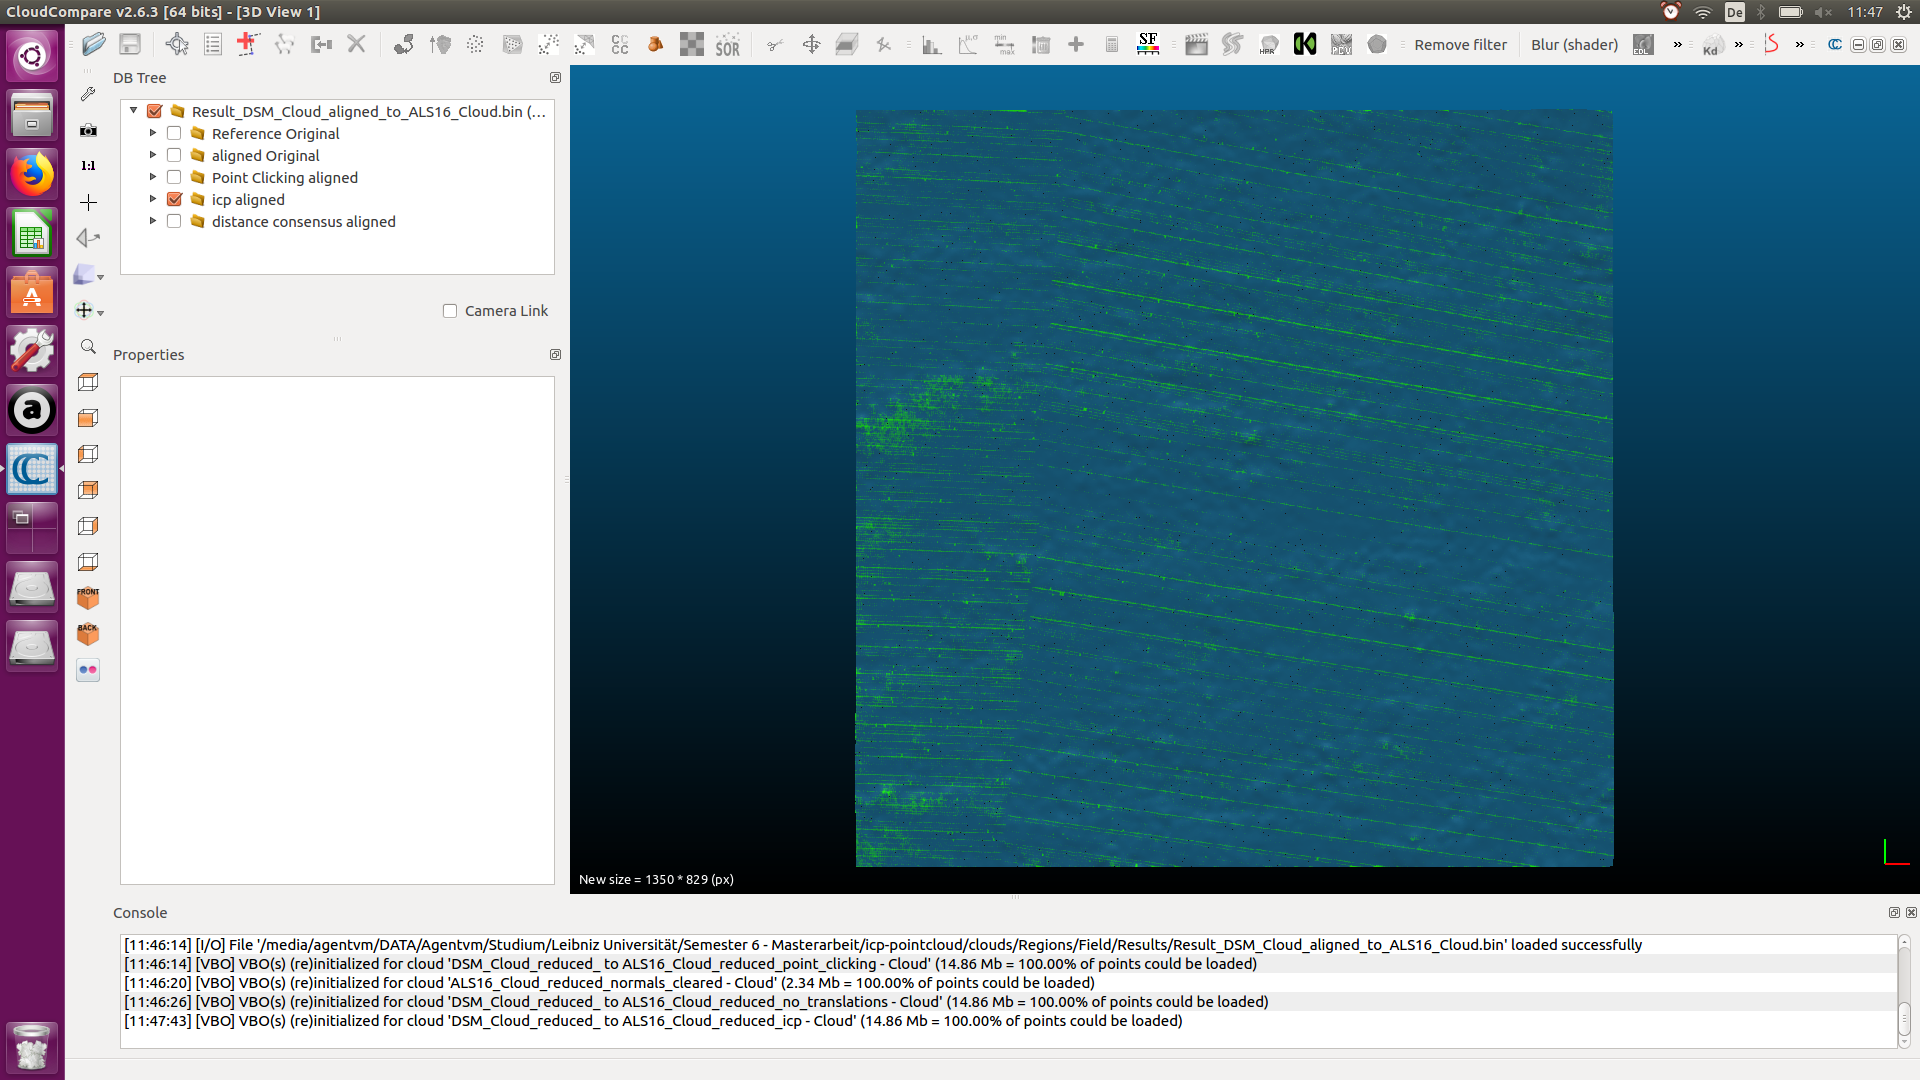 CloudCompare v2.6.3 [64 bits] - [3D View 1]
De
11:47
CC
CC
SOR
min
max
SF
HPR
PCV
Remove filter
Blur (shader)
EDL
»
Kd
»
»
DB Tree
Result_DSM_Cloud_aligned_to_ALS16_Cloud.bin (...
Reference Original
aligned Original
Point Clicking aligned
icp aligned
distance consensus aligned
Camera Link
1:1
Properties
FRONT
BACK
New size = 1350 * 829 (px)
Console
[11:46:14] [I/O] File '/media/agentvm/DATA/Agentvm/Studium/Leibniz Universität/Semester 6 - Masterarbeit/icp-pointcloud/clouds/Regions/Field/Results/Result_DSM_Cloud_aligned_to_ALS16_Cloud.bin' loaded successfully
[11:46:14] [VBO] VBO(s) (re)initialized for cloud 'DSM_Cloud_reduced_ to ALS16_Cloud_reduced_point_clicking - Cloud' (14.86 Mb = 100.00% of points could be loaded)
[11:46:20] [VBO] VBO(s) (re)initialized for cloud 'ALS16_Cloud_reduced_normals_cleared - Cloud' (2.34 Mb = 100.00% of points could be loaded)
[11:46:26] [VBO] VBO(s) (re)initialized for cloud 'DSM_Cloud_reduced_ to ALS16_Cloud_reduced_no_translations - Cloud' (14.86 Mb = 100.00% of points could be loaded)
[11:47:43] [VBO] VBO(s) (re)initialized for cloud 'DSM_Cloud_reduced_ to ALS16_Cloud_reduced_icp - Cloud' (14.86 Mb = 100.00% of points could be loaded)